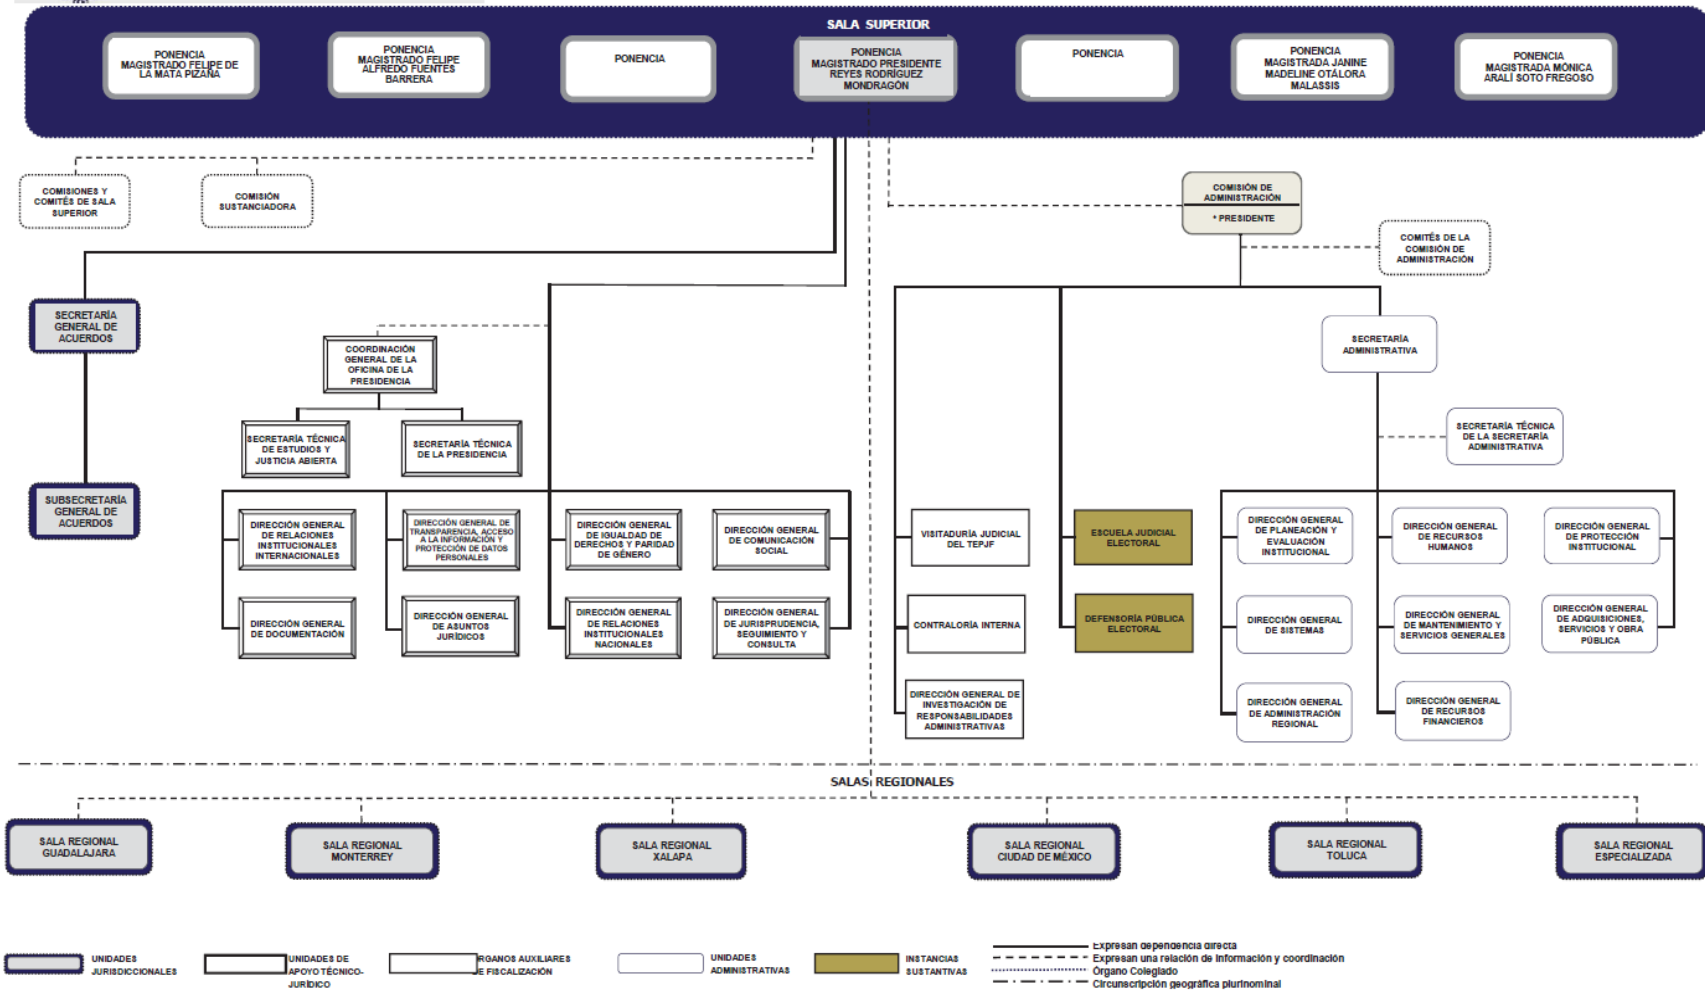 SALA SUPERIOR
PONENCIA
MAGISTRADO FELIPE DE
LA MATA PIZAÑA
PONENCIA
MAGISTRADO FELIPE
ALFREDO FUENTES
BARRERA
PONENCIA
PONENCIA
MAGISTRADO PRESIDENTE
REYES RODRÍGUEZ
MONDRAGÓN
PONENCIA
PONENCIA
MAGISTRADA JANINE
MADELINE OTÁLORA
MALASSIS
PONENCIA
MAGISTRADA MÓNICA
ARALÍ SOTO FREGOSO
COMISIONES Y
COMITÉS DE SALA
SUPERIOR
COMISIÓN
SUSTANCIADORA
COMISIÓN DE
ADMINISTRACIÓN
* PRESIDENTE
COMITÉS DE LA
COMISIÓN DE
ADMINISTRACIÓN
SECRETARÍA
GENERAL DE
ACUERDOS
COORDINACIÓN
GENERAL DE LA
OFICINA DE LA
PRESIDENCIA
SECRETARÍA
ADMINISTRATIVA
SECRETARÍA TÉCNICA
DE ESTUDIOS Y
JUSTICIA ABIERTA
SECRETARÍA TÉCNICA
DE LA PRESIDENCIA
SECRETARÍA TÉCNICA
DE LA SECRETARÍA
ADMINISTRATIVA
SUBSECRETARÍA
GENERAL DE
ACUERDOS
DIRECCIÓN GENERAL
DE RELACIONES
INSTITUCIONALES
INTERNACIONALES
DIRECCIÓN GENERAL DE
TRANSPARENCIA, ACCESO
A LA INFORMACIÓN Y
PROTECCIÓN DE DATOS
PERSONALES
DIRECCIÓN GENERAL
DE IGUALDAD DE
DERECHOS Y PARIDAD
DE GÉNERO
DIRECCIÓN GENERAL
DE COMUNICACIÓN
SOCIAL
VISITADURÍA JUDICIAL
DEL TEPJF
ESCUELA JUDICIAL
ELECTORAL
DIRECCIÓN GENERAL
DE PLANEACIÓN Y
EVALUACIÓN
INSTITUCIONAL
DIRECCIÓN GENERAL
DE RECURSOS
HUMANOS
DIRECCIÓN GENERAL
DE PROTECCIÓN
INSTITUCIONAL
DIRECCIÓN GENERAL
DE DOCUMENTACIÓN
DIRECCIÓN GENERAL
DE ASUNTOS
JURÍDICOS
DIRECCIÓN GENERAL
DE RELACIONES
INSTITUCIONALES
NACIONALES
DIRECCIÓN GENERAL
DE JURISPRUDENCIA,
SEGUIMIENTO Y
CONSULTA
CONTRALORÍA INTERNA
DEFENSORÍA PÚBLICA
ELECTORAL
DIRECCIÓN GENERAL
DE SISTEMAS
DIRECCIÓN GENERAL
DE MANTENIMIENTO Y
SERVICIOS GENERALES
DIRECCIÓN GENERAL
DE ADQUISICIONES,
SERVICIOS Y OBRA
PÚBLICA
DIRECCIÓN GENERAL DE
INVESTIGACIÓN DE
RESPONSABILIDADES
ADMINISTRATIVAS
DIRECCIÓN GENERAL
DE ADMINISTRACIÓN
REGIONAL
DIRECCIÓN GENERAL
DE RECURSOS
FINANCIEROS
SALAS REGIONALES
SALA REGIONAL
GUADALAJARA
SALA REGIONAL
MONTERREY
SALA REGIONAL
XALAPA
SALA REGIONAL
CIUDAD DE MÉXICO
SALA REGIONAL
TOLUCA
SALA REGIONAL
ESPECIALIZADA
UNIDADES
JURISDICCIONALES
UNIDADES DE
APOYO TÉCNICO-
JURÍDICO
RGANOS AUXILIARES
DE FISCALIZACIÓN
UNIDADES
ADMINISTRATIVAS
INSTANCIAS
SUSTANTIVAS
Expresan dependencia directa
Expresan una relación de información y coordinación
Órgano Colegiado
Circunscripción geográfica plurinominal